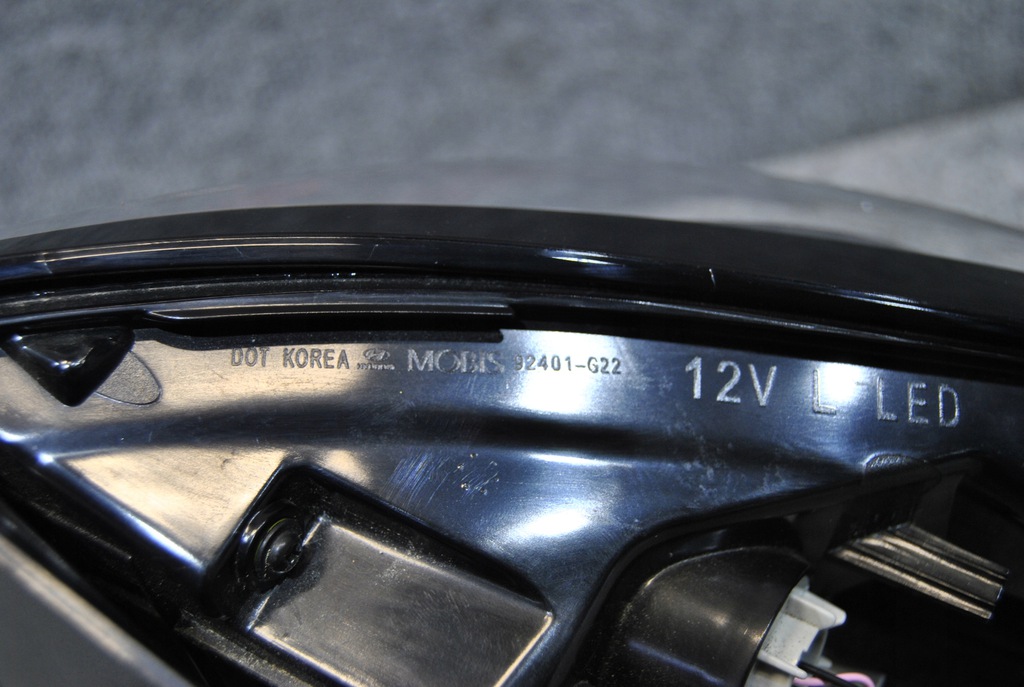 DOT KOREA MOBIS 92401-G22
12V L LED